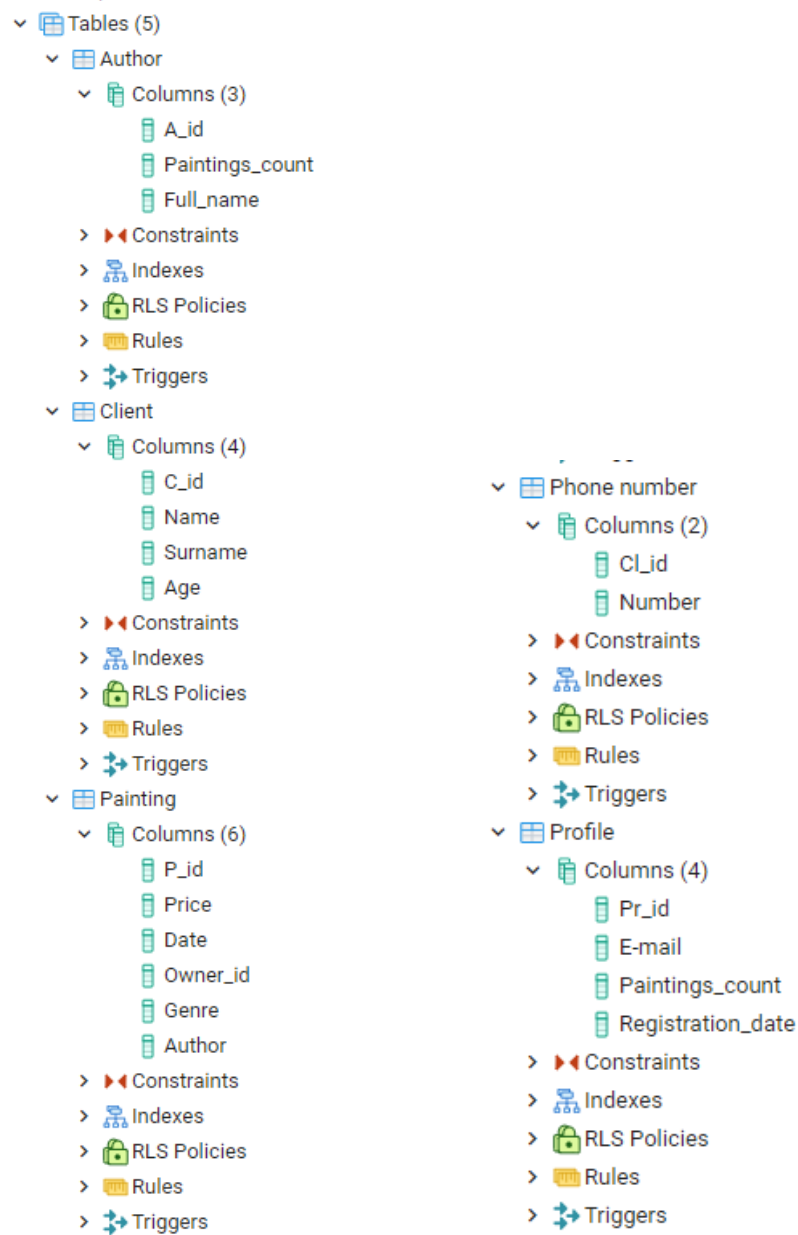 Tables (5)
Author
Columns (3)
A_id
Paintings_count
Full_name
Constraints
Indexes
RLS Policies
Rules
Triggers
Client
Columns (4)
C_id
Name
Surname
Age
Constraints
Indexes
RLS Policies
Rules
Triggers
Painting
Columns (6)
P_id
Price
Date
Owner_id
Genre
Author
Constraints
Indexes
RLS Policies
Rules
Triggers
Phone number
Columns (2)
Cl_id
Number
Constraints
Indexes
RLS Policies
Rules
Triggers
Profile
Columns (4)
Pr_id
E-mail
Paintings_count
Registration_date
Constraints
Indexes
RLS Policies
Rules
Triggers